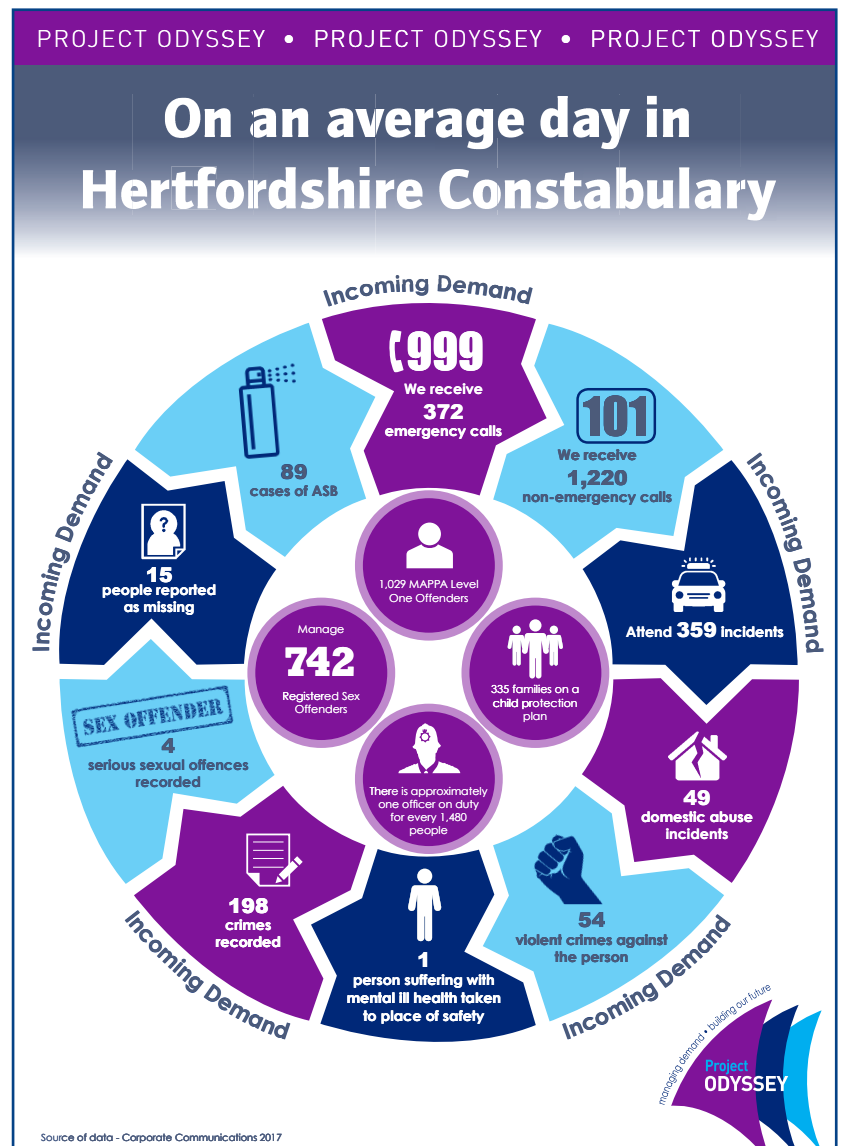 PROJECT ODYSSEY • PROJECT ODYSSEY • PROJECT ODYSSEY
On an average day in
Hertfordshire Constabulary
Incoming Demand
999
We receive
372
emergency calls
101
We receive
1,220
non-emergency calls
Incoming Demand
Attend 359 incidents
49
domestic abuse
incidents
54
violent crimes against
the person
Incoming Demand
1
person suffering with
mental ill health taken
to place of safety
198
crimes
recorded
Incoming Demand
SEX OFFENDER
4
serious sexual offences
recorded
?
15
people reported
as missing
Incoming Demand
89
cases of ASB
1,029 MAPPA Level
One Offenders
335 families on a
child protection
plan
There is approximately
one officer on duty
for every 1,480
people
Manage
742
Registered Sex
Offenders
managing demand • building our future
Project
ODYSSEY
Source of data - Corporate Communications 2017